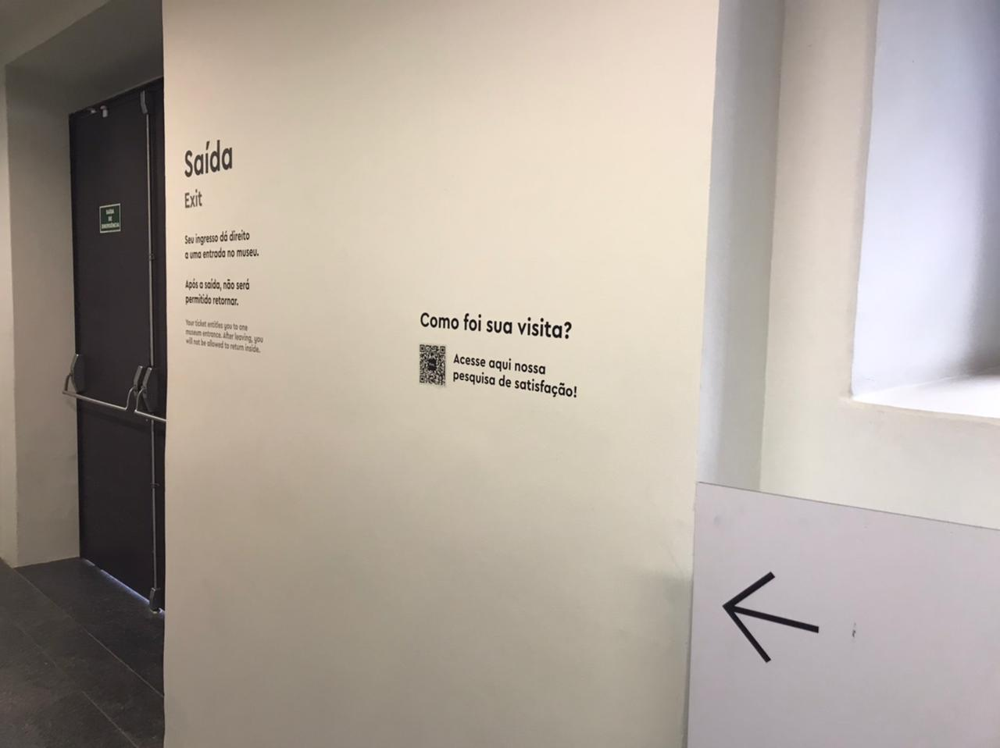 SAÍDA
DE
EMERGÊNCIA
Saída
Exit
Seu ingresso dá direito
a uma entrada no museu.
Após a saída, não será
permitido retornar.
Your ticket entitles you to one
museum entrance. After leaving, you
will not be allowed to return inside.
Como foi sua visita?
Acesse aqui nossa
pesquisa de satisfação!